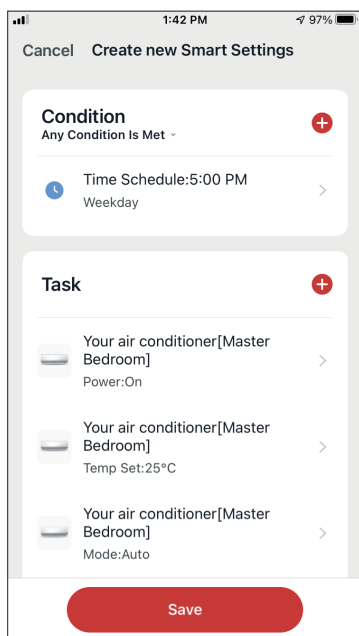 1:42 PM
97%
Cancel
Create new Smart Settings
Condition
Any Condition Is Met
Time Schedule:5:00 PM
Weekday
Task
Your air conditioner[Master
Bedroom]
Power:On
Your air conditioner[Master
Bedroom]
Temp Set:25°C
Your air conditioner[Master
Bedroom]
Mode:Auto
Save